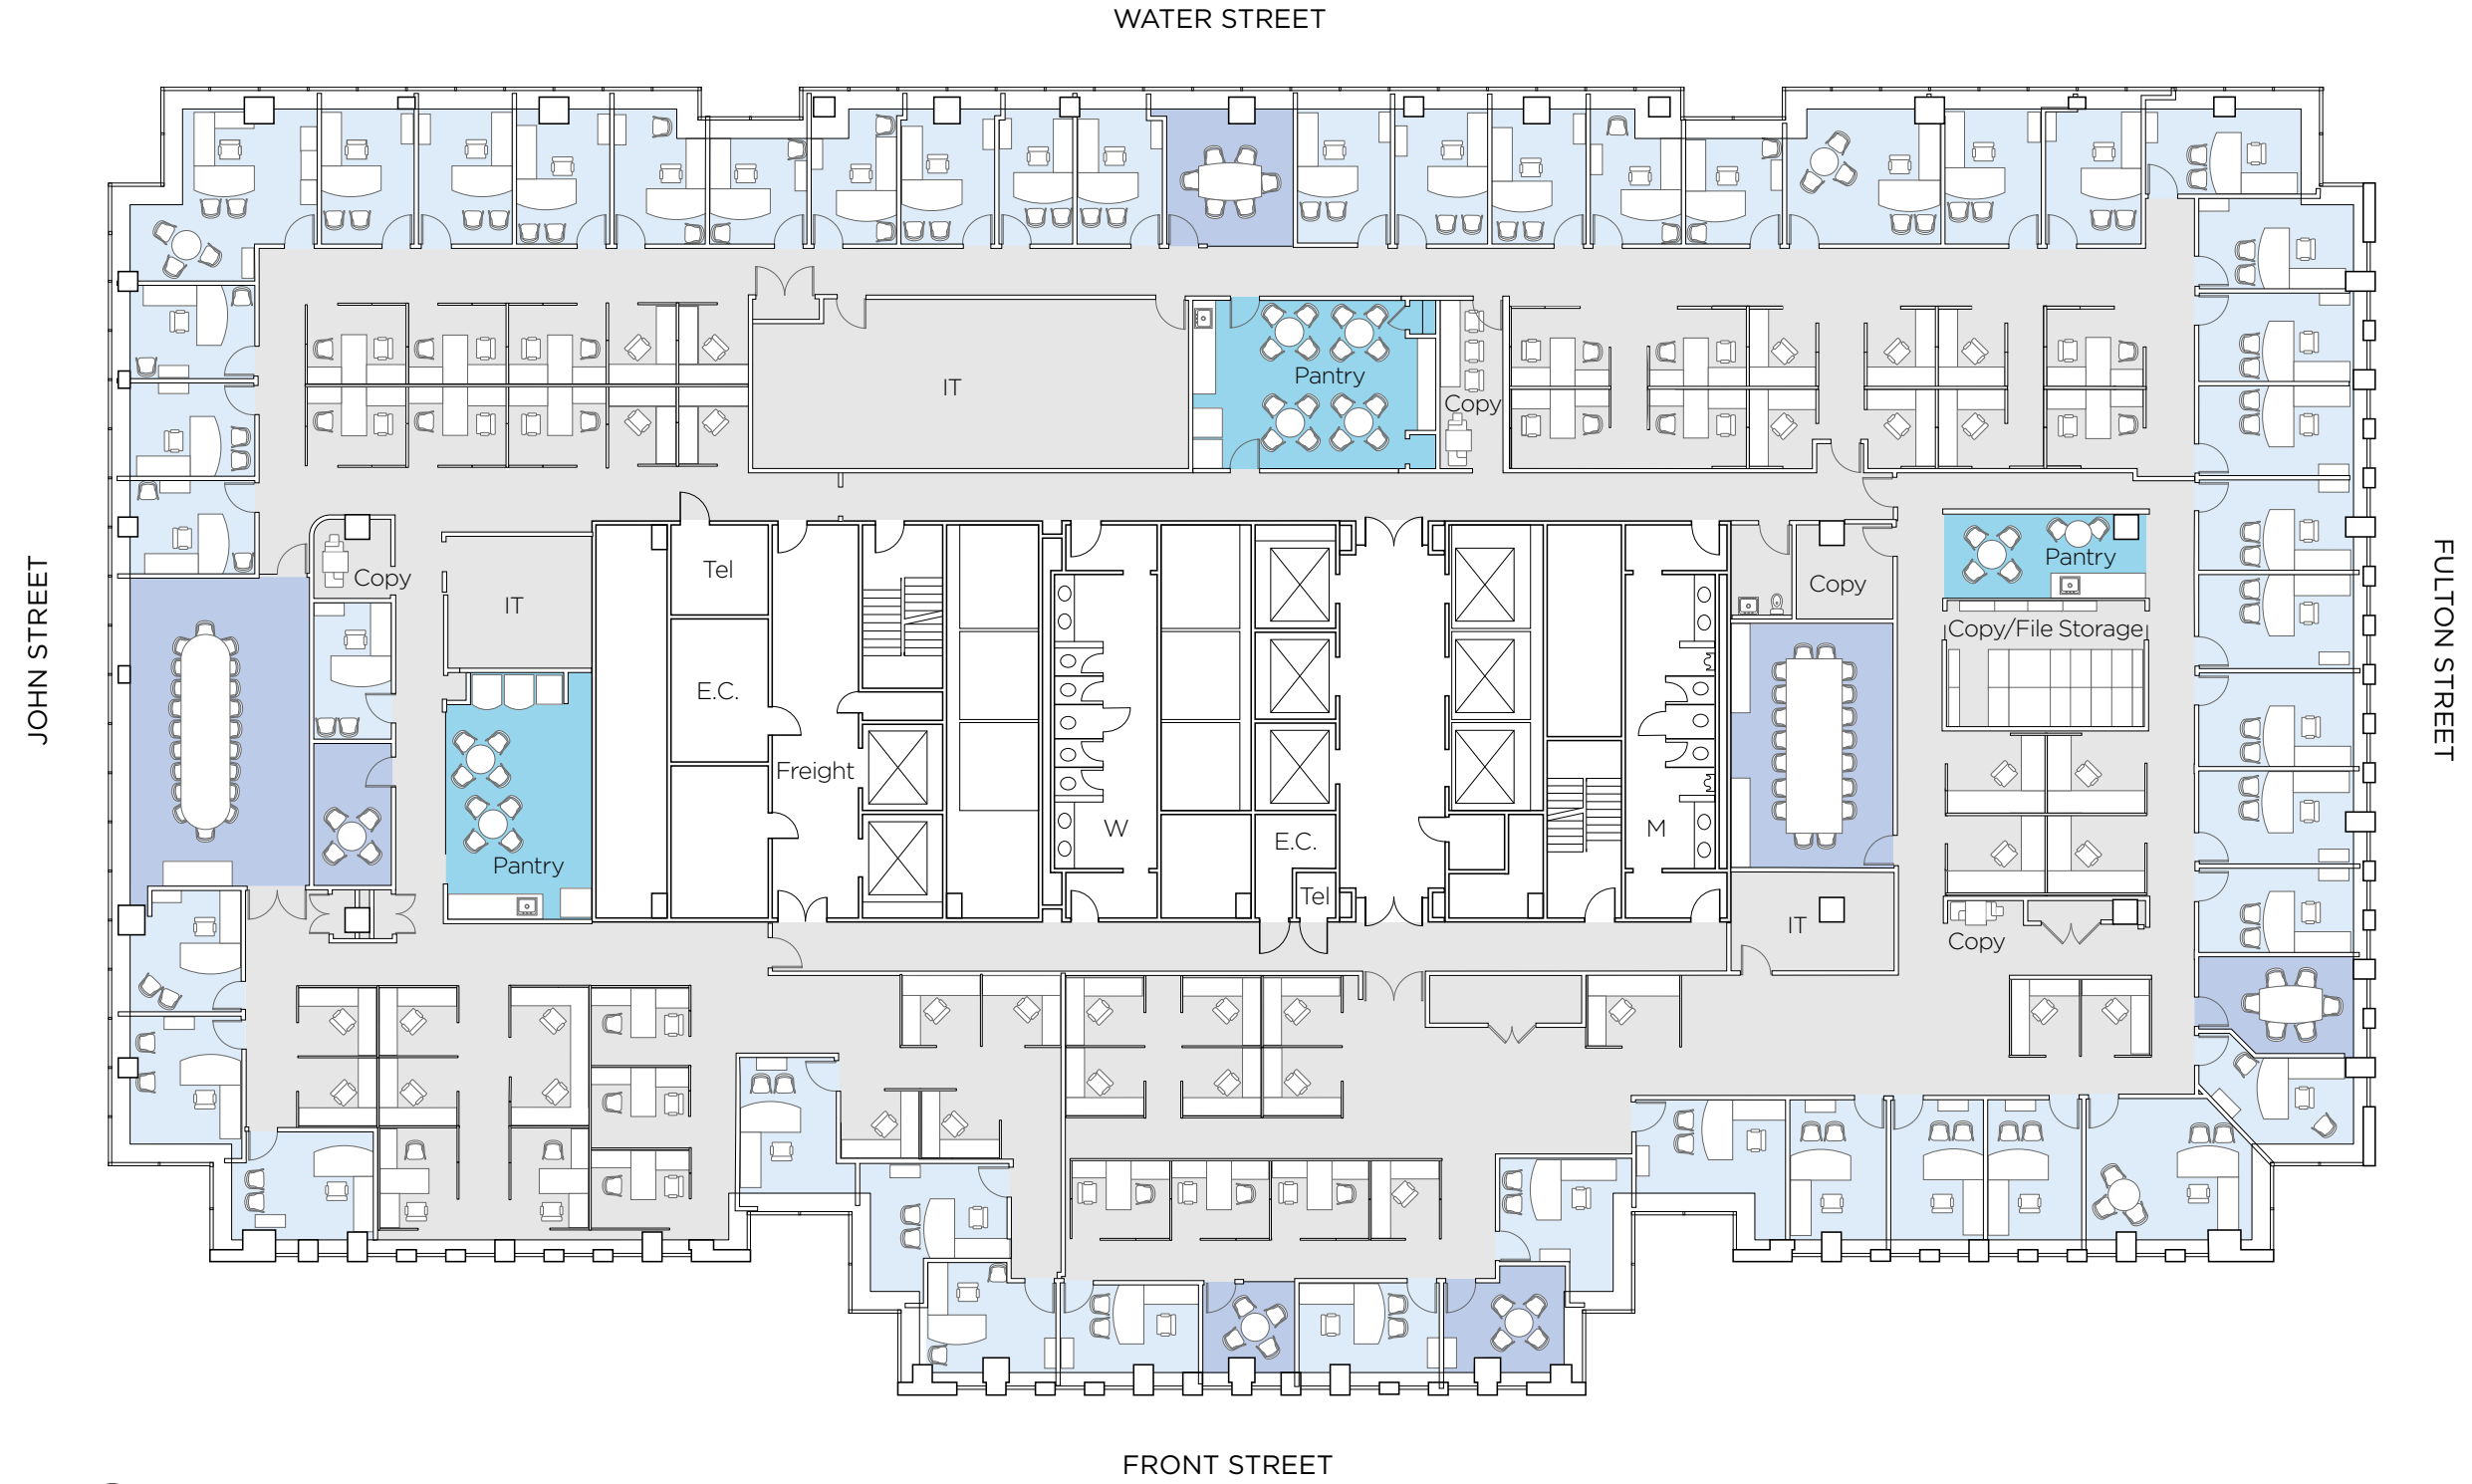 WATER STREET
IT
Pantry
Copy
JOHN STREET
FULTON STREET
Copy
IT
Tel
Copy
Pantry
Copy/File Storage
E.C.
Freight
Pantry
W
E.C.
M
Tel
IT
Copy
FRONT STREET